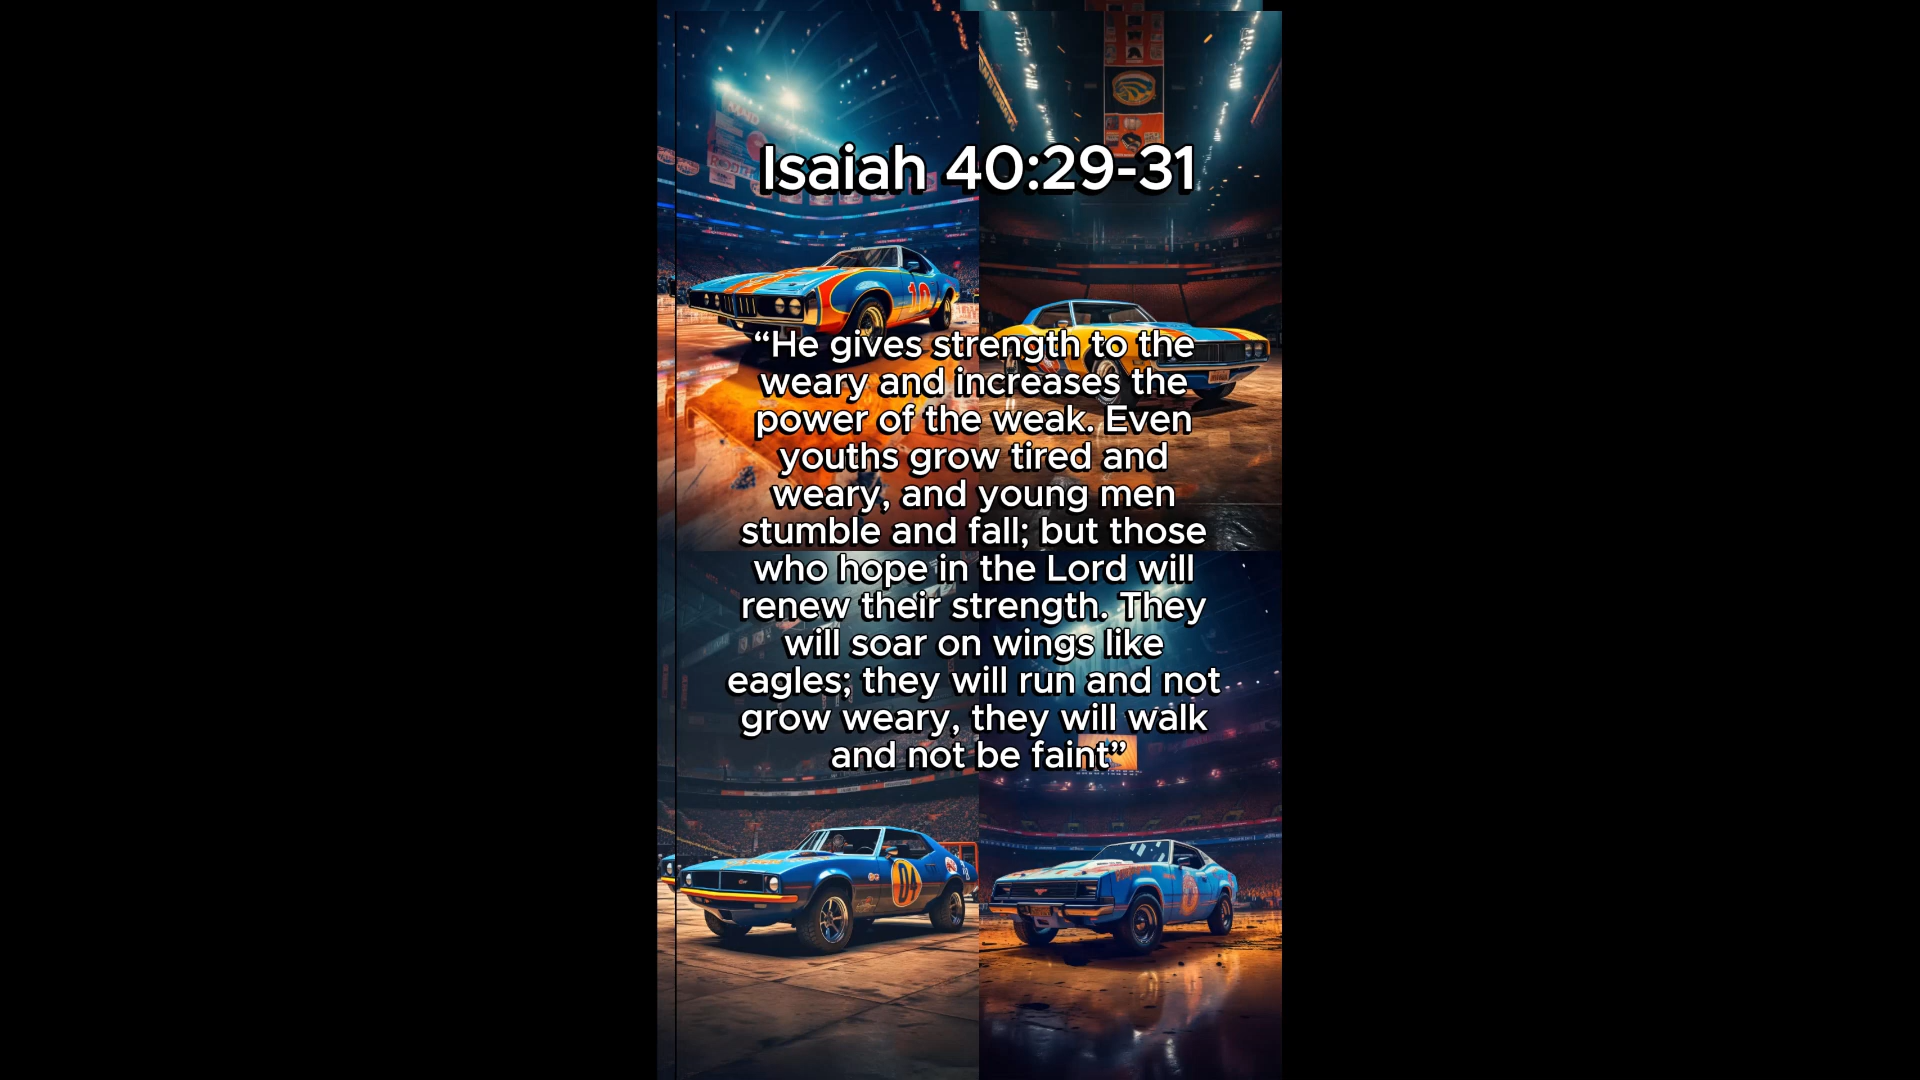 Isaiah 40:29-31
“He gives strength to the
weary and increases the
power of the weak. Even
youths grow tired and
weary, and young men
stumble and fall; but those
who hope in the Lord will
renew their strength. They
will soar on wings like
eagles; they will run and not
grow weary, they will walk
and not be faint”
10
04